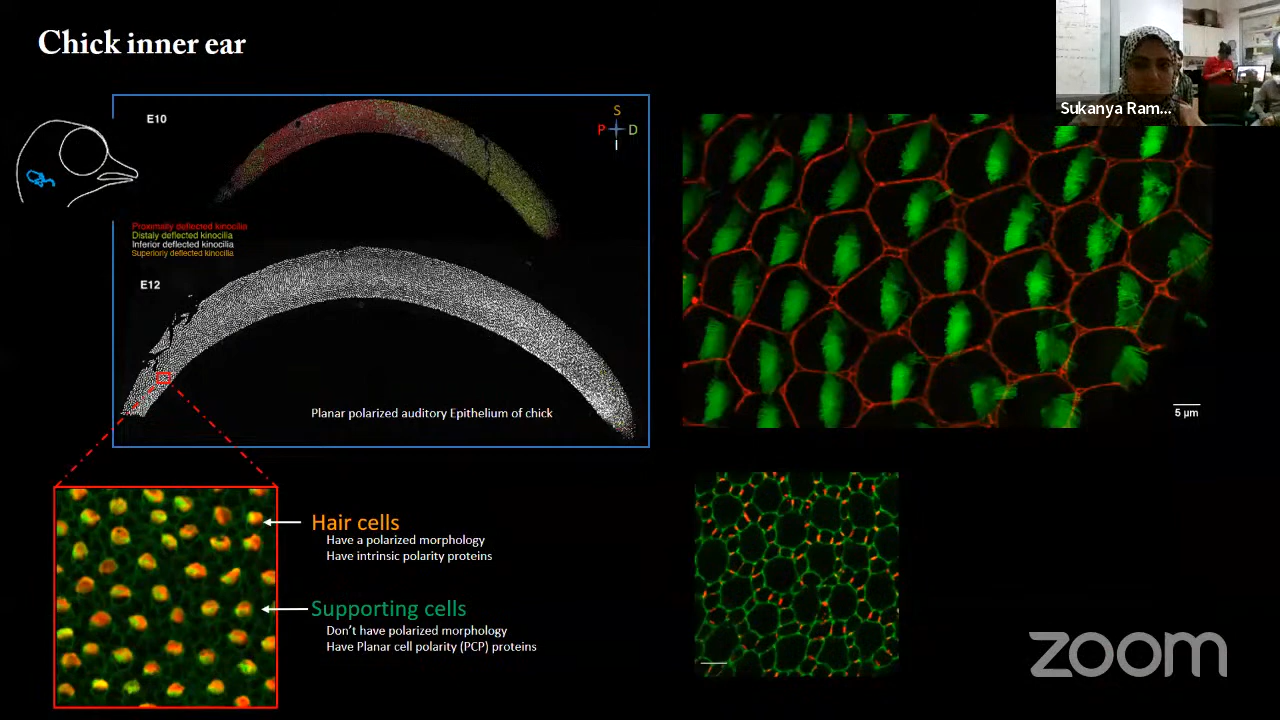 Chick inner ear
Sukanya Ram...
E10
S
P D
I
Proximally deflected kinocilia
Distaly deflected kinocilia
Inferior deflected kinocilia
Superiorly deflected kinocilia
E12
Planar polarized auditory Epithelium of chick
5 µm
Hair cells
Have a polarized morphology
Have intrinsic polarity proteins
Supporting cells
Don't have polarized morphology
Have Planar cell polarity (PCP) proteins
zoom